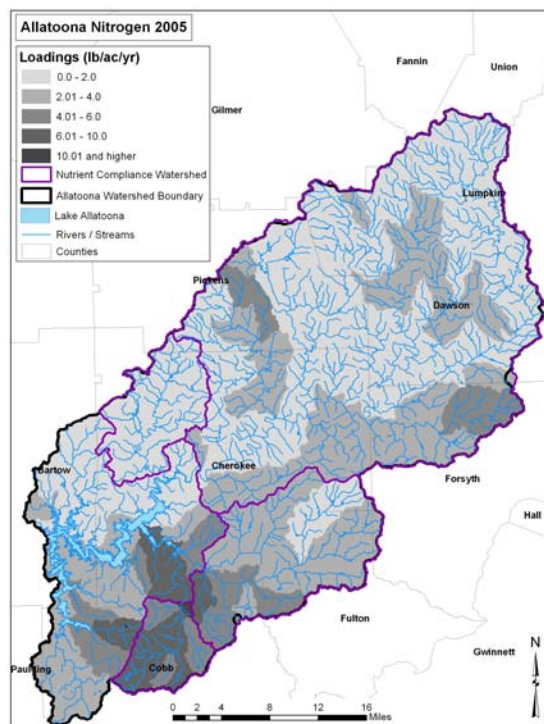 Allatoona Nitrogen 2005
Loadings (lb/ac/yr)
0.0 - 2.0
2.01 - 4.0
4.01 - 6.0
6.01 - 10.0
10.01 and higher
Nutrient Compliance Watershed
Allatoona Watershed Boundary
Lake Allatoona
Rivers / Streams
Counties
Fannin
Union
Gilmer
Lumpkin
Pickens
Dawson
Bartow
Cherokee
Forsyth
Hall
Fulton
Gwinnett
Paulding
Cobb
N
0 2 4 8 12 16
Miles